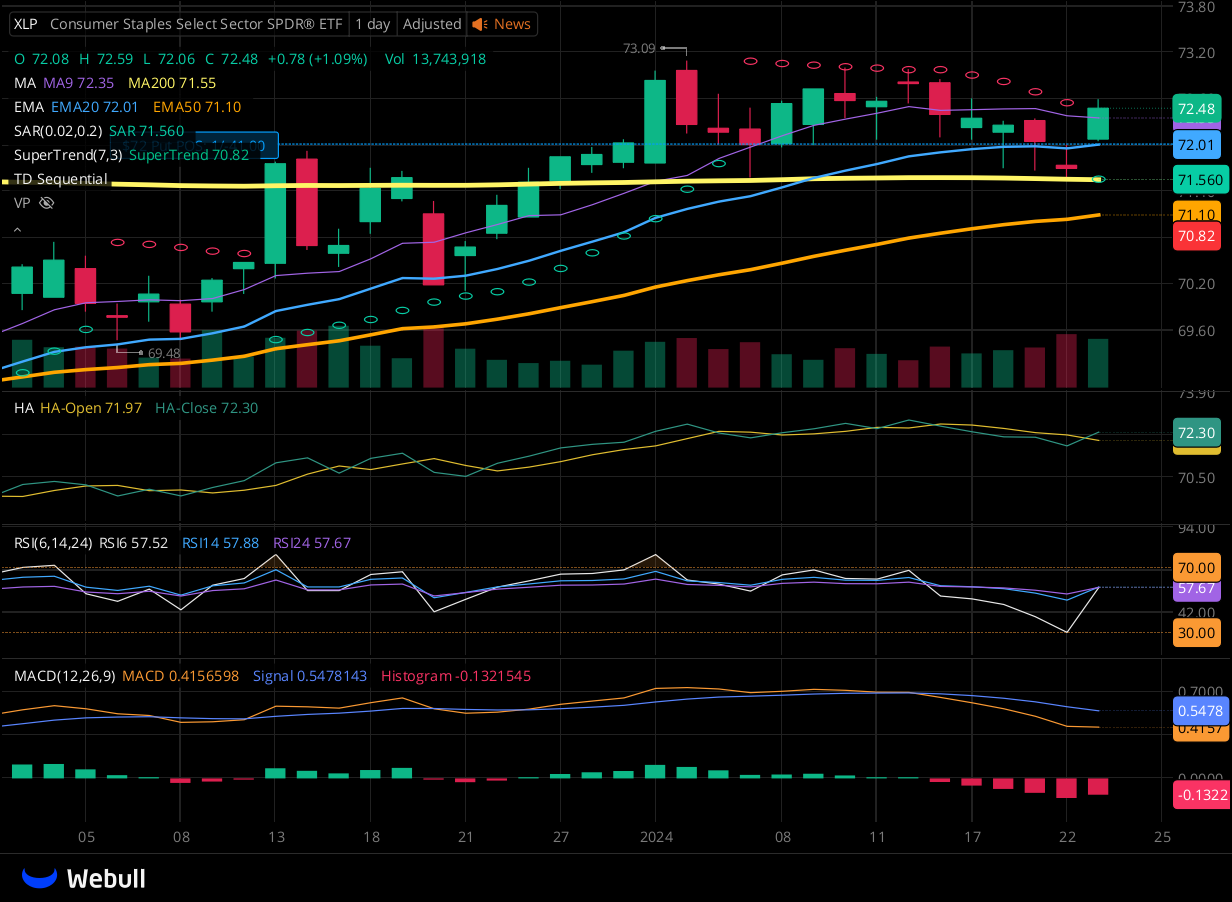 XLP Consumer Staples Select Sector SPDR® ETF 1 day Adjusted News
73.80
73.09
73.20
O 72.08 H 72.59 L 72.06 C 72.48 +0.78 (+1.09%) Vol 13,743,918
MA MA9 72.35 MA200 71.55
EMA EMA20 72.01 EMA50 71.10
72.48
SAR(0.02,0.2) SAR 71.560
72.01
SuperTrend(7,3) SuperTrend 70.82
TD Sequential
71.560
VP
71.10
70.82
70.20
69.60
69.48
73.90
HA HA-Open 71.97 HA-Close 72.30
72.30
70.50
94.00
RSI(6,14,24) RSI6 57.52 RSI14 57.88 RSI24 57.67
70.00
57.67
42.00
30.00
MACD(12,26,9) MACD 0.4156598 Signal 0.5478143 Histogram -0.1321545
0.7000
0.5478
0.4157
0.0000
-0.1322
05 08 13 18 21 27 2024 08 11 17 22 25
Webull